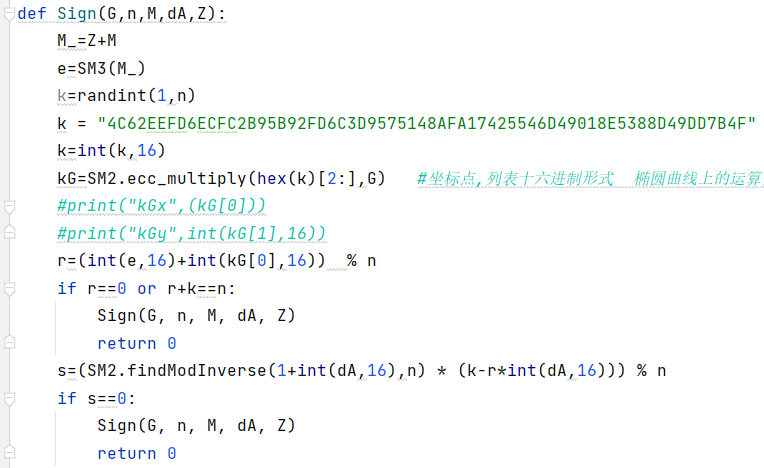 def Sign(G,n,M,dA,Z):
    M_=Z+M
    e=SM3(M_)
    k=randint(1,n)
    k = "4C62EEFD6ECFC2B95B92FD6C3D9575148AFA17425546D49018E5388D49DD7B4F"
    k=int(k,16)
    kG=SM2.ecc_multiply(hex(k)[2:],G)   #坐标点,列表十六进制形式  椭圆曲线上的运算
    #print("kGx",(kG[0]))
    #print("kGy",int(kG[1],16))
    r=(int(e,16)+int(kG[0],16))  % n
    if r==0 or r+k==n:
        Sign(G, n, M, dA, Z)
        return 0
    s=(SM2.findModInverse(1+int(dA,16),n) * (k-r*int(dA,16))) % n
    if s==0:
        Sign(G, n, M, dA, Z)
        return 0